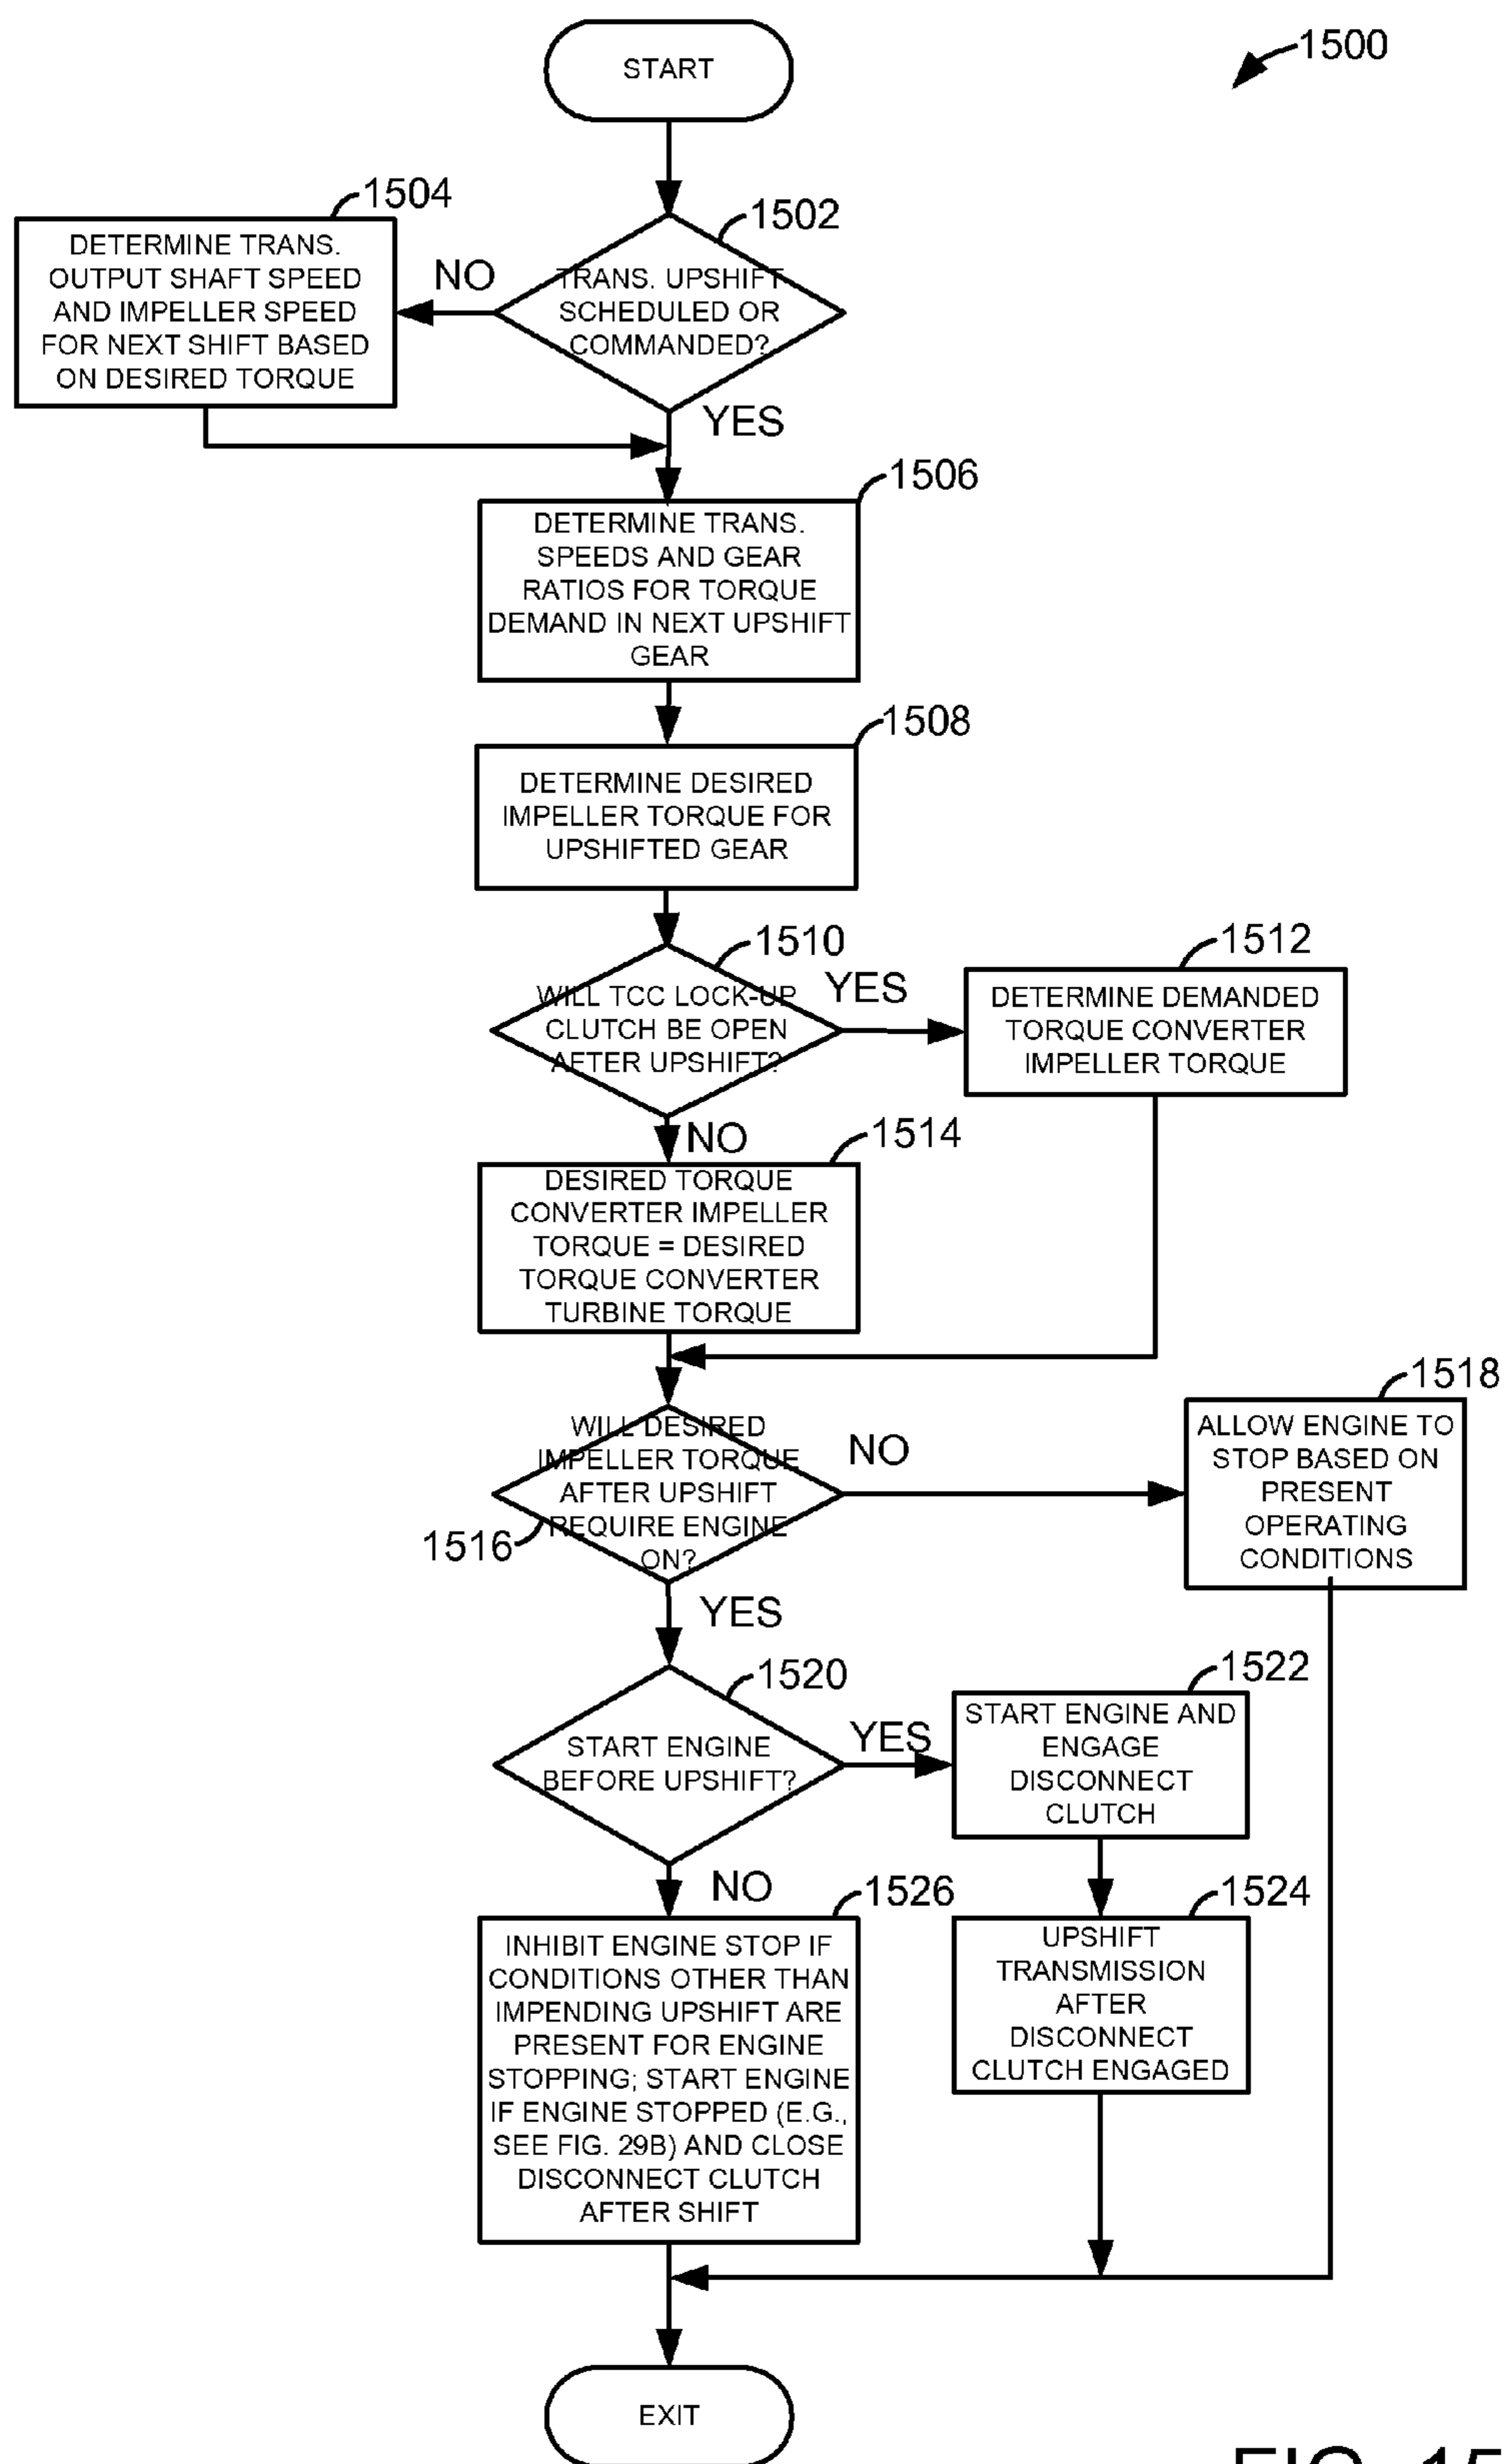 START
1500
1504
DETERMINE TRANS.
OUTPUT SHAFT SPEED
AND IMPELLER SPEED
FOR NEXT SHIFT BASED
ON DESIRED TORQUE
NO
1502
TRANS. UPSHIFT
SCHEDULED OR
COMMANDED?
YES
1506
DETERMINE TRANS.
SPEEDS AND GEAR
RATIOS FOR TORQUE
DEMAND IN NEXT UPSHIFT
GEAR
1508
DETERMINE DESIRED
IMPELLER TORQUE FOR
UPSHIFTED GEAR
1510
WILL TCC LOCK-UP
CLUTCH BE OPEN
AFTER UPSHIFT?
YES
1512
DETERMINE DEMANDED
TORQUE CONVERTER
IMPELLER TORQUE
NO
1514
DESIRED TORQUE
CONVERTER IMPELLER
TORQUE = DESIRED
TORQUE CONVERTER
TURBINE TORQUE
WILL DESIRED
IMPELLER TORQUE
AFTER UPSHIFT
REQUIRE ENGINE
ON?
1516
NO
1518
ALLOW ENGINE TO
STOP BASED ON
PRESENT
OPERATING
CONDITIONS
YES
1520
START ENGINE
BEFORE UPSHIFT?
YES
1522
START ENGINE AND
ENGAGE
DISCONNECT
CLUTCH
NO
1526
INHIBIT ENGINE STOP IF
CONDITIONS OTHER THAN
IMPENDING UPSHIFT ARE
PRESENT FOR ENGINE
STOPPING; START ENGINE
IF ENGINE STOPPED (E.G.,
SEE FIG. 29B) AND CLOSE
DISCONNECT CLUTCH
AFTER SHIFT
1524
UPSHIFT
TRANSMISSION
AFTER
DISCONNECT
CLUTCH ENGAGED
EXIT
FIG. 15